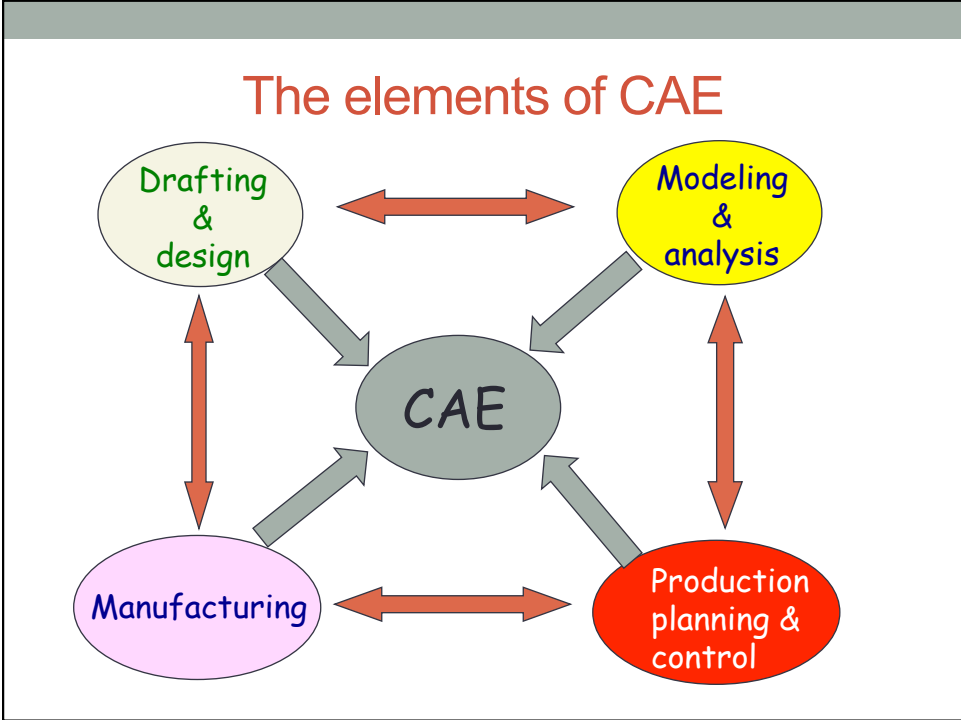 The elements of CAE
Drafting
&
design
Modeling
&
analysis
CAE
Manufacturing
Production
planning &
control